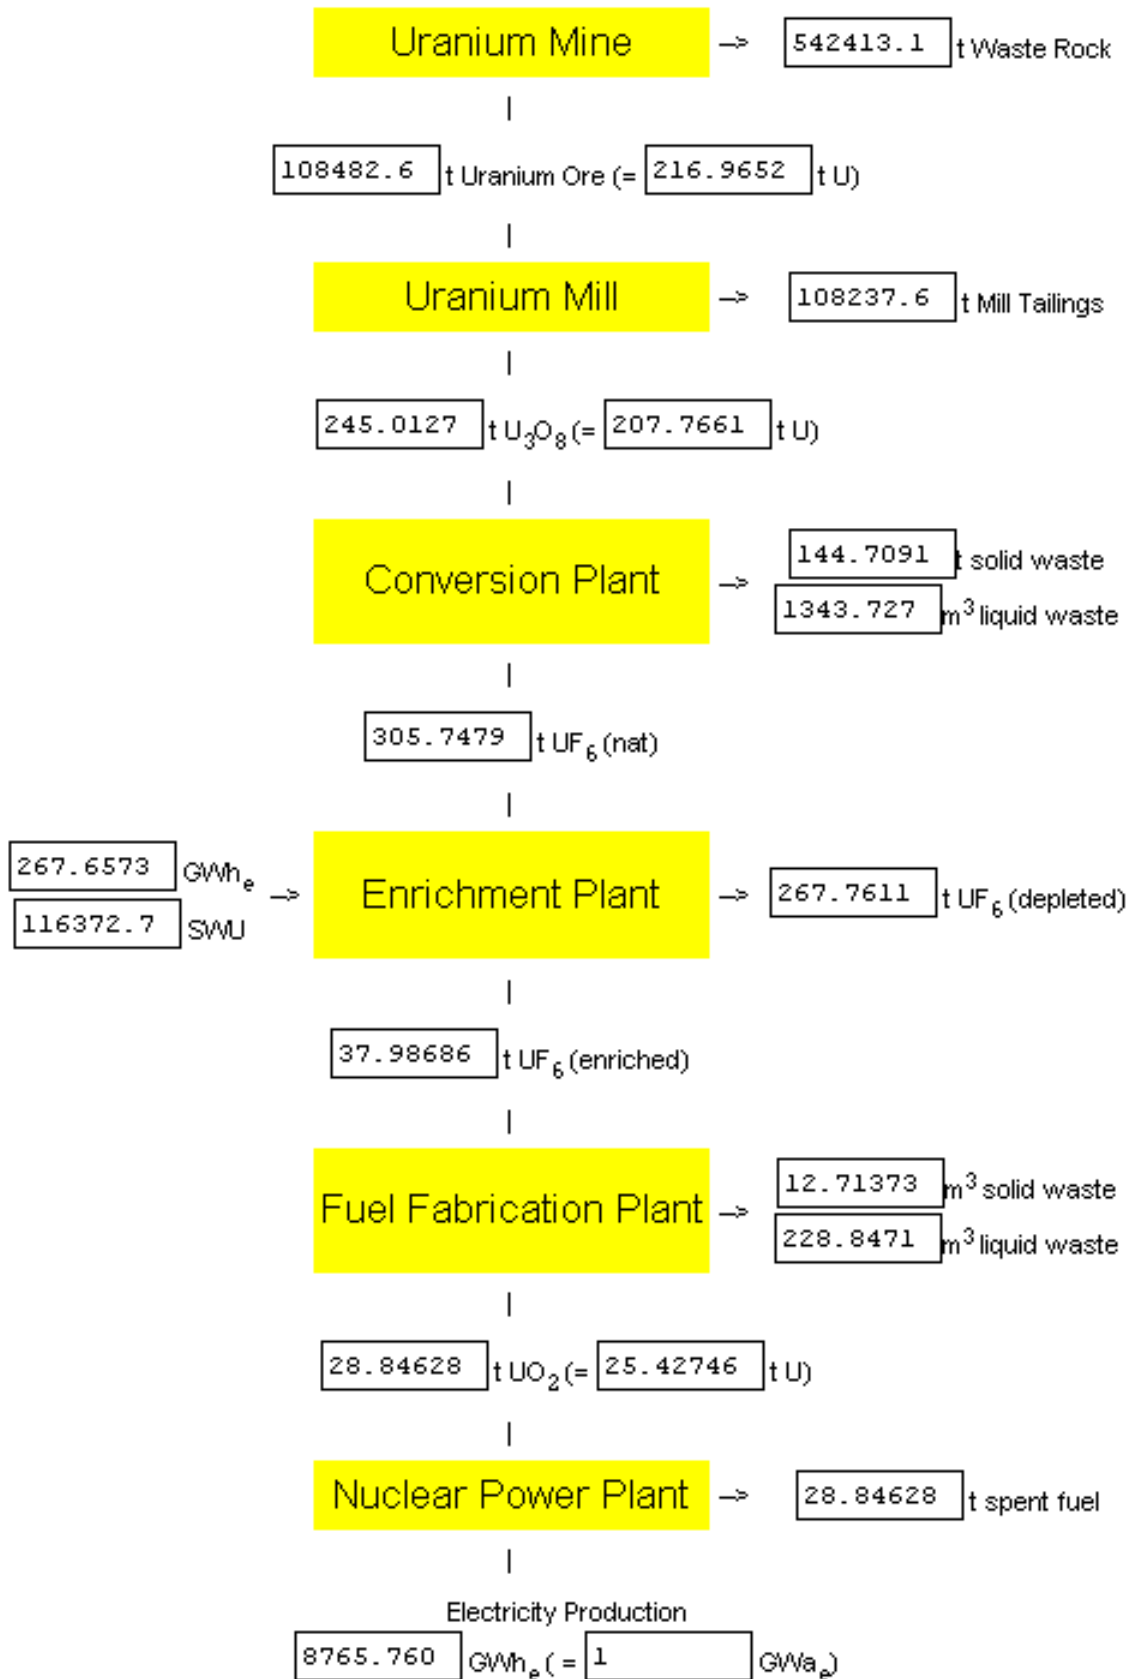 Uranium Mine –> 542413.1 t Waste Rock
|
108482.6 t Uranium Ore (= 216.9652 t U)
|
Uranium Mill –> 108237.6 t Mill Tailings
|
245.0127 t U3O8 (= 207.7661 t U)
|
144.7091 t solid waste
Conversion Plant –>
1343.727 m3 liquid waste
|
305.7479 t UF6 (nat)
|
267.6573 GWhe
–> Enrichment Plant –> 267.7611 t UF6 (depleted)
116372.7 SWU
|
37.98686 t UF6 (enriched)
|
12.71373 m3 solid waste
Fuel Fabrication Plant –>
228.8471 m3 liquid waste
|
28.84628 t UO2 (= 25.42746 t U)
|
Nuclear Power Plant –> 28.84628 t spent fuel
|
Electricity Production
8765.760 GWhe ( = 1 GWae)